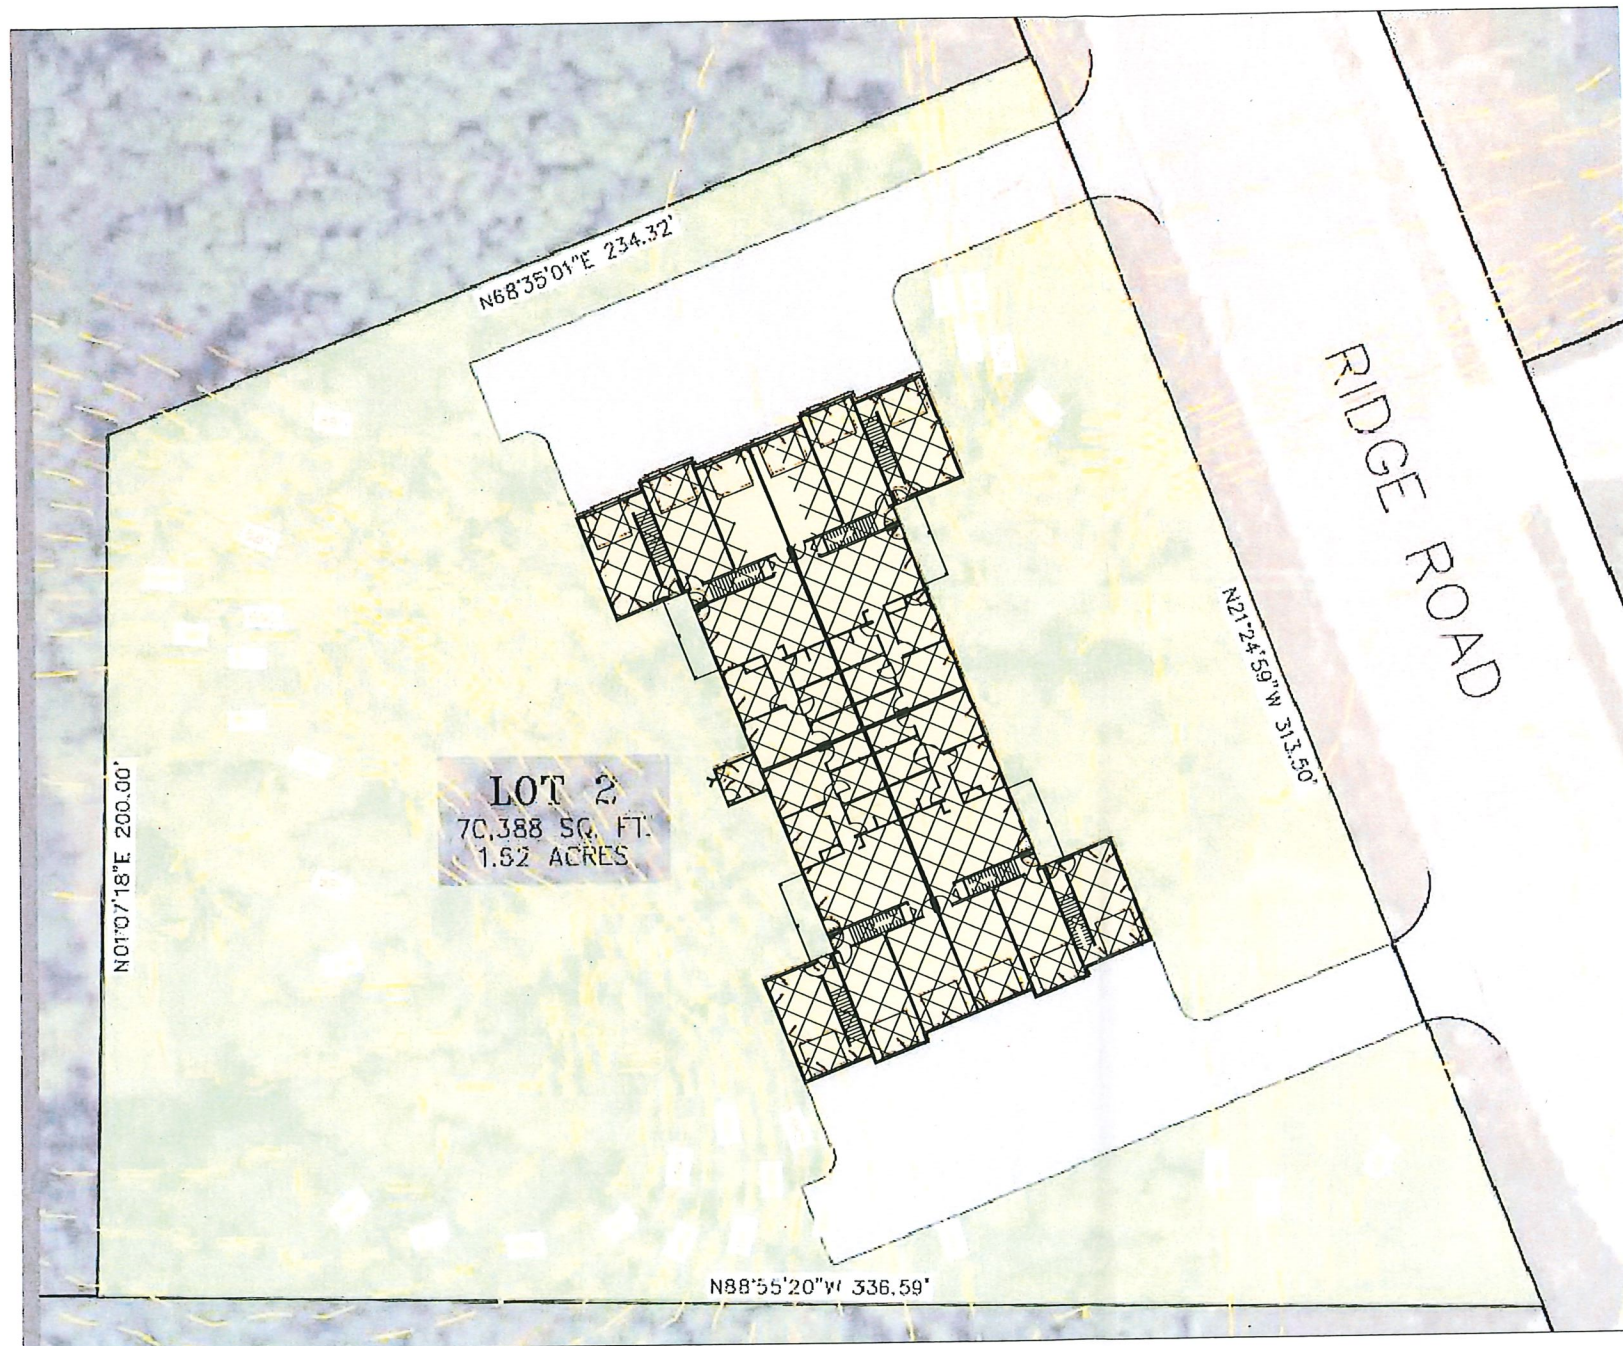 N68°35'01"E 234.32'
RIDGE ROAD
N21°24'59"W 313.50'
LOT 2
70,388 SQ. FT.
1.62 ACRES
N01°07'18"E 200.00'
N88°55'20"W 336.59'